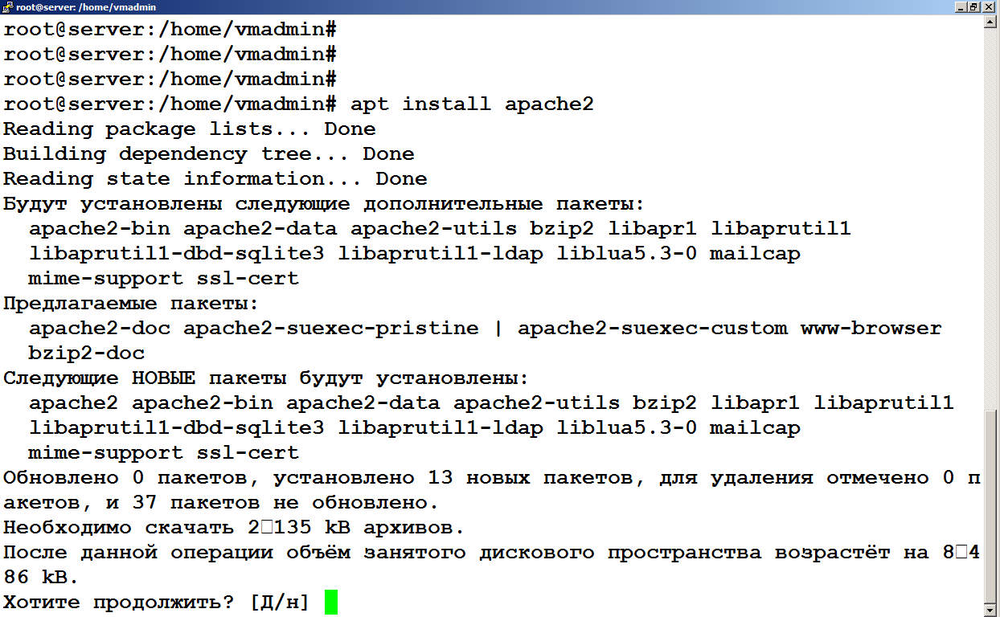 root@server: /home/vmadmin
root@server:/home/vmadmin#
root@server:/home/vmadmin#
root@server:/home/vmadmin#
root@server:/home/vmadmin# apt install apache2
Reading package lists... Done
Building dependency tree... Done
Reading state information... Done
Будут установлены следующие дополнительные пакеты:
  apache2-bin apache2-data apache2-utils bzip2 libapr1 libaprutil1
  libaprutil1-dbd-sqlite3 libaprutil1-ldap liblua5.3-0 mailcap
  mime-support ssl-cert
Предлагаемые пакеты:
  apache2-doc apache2-suexec-pristine | apache2-suexec-custom www-browser
  bzip2-doc
Следующие НОВЫЕ пакеты будут установлены:
  apache2 apache2-bin apache2-data apache2-utils bzip2 libapr1 libaprutil1
  libaprutil1-dbd-sqlite3 libaprutil1-ldap liblua5.3-0 mailcap
  mime-support ssl-cert
Обновлено 0 пакетов, установлено 13 новых пакетов, для удаления отмечено 0 п
акетов, и 37 пакетов не обновлено.
Необходимо скачать 2□135 kB архивов.
После данной операции объём занятого дискового пространства возрастёт на 8□4
86 kB.
Хотите продолжить? [Д/н]